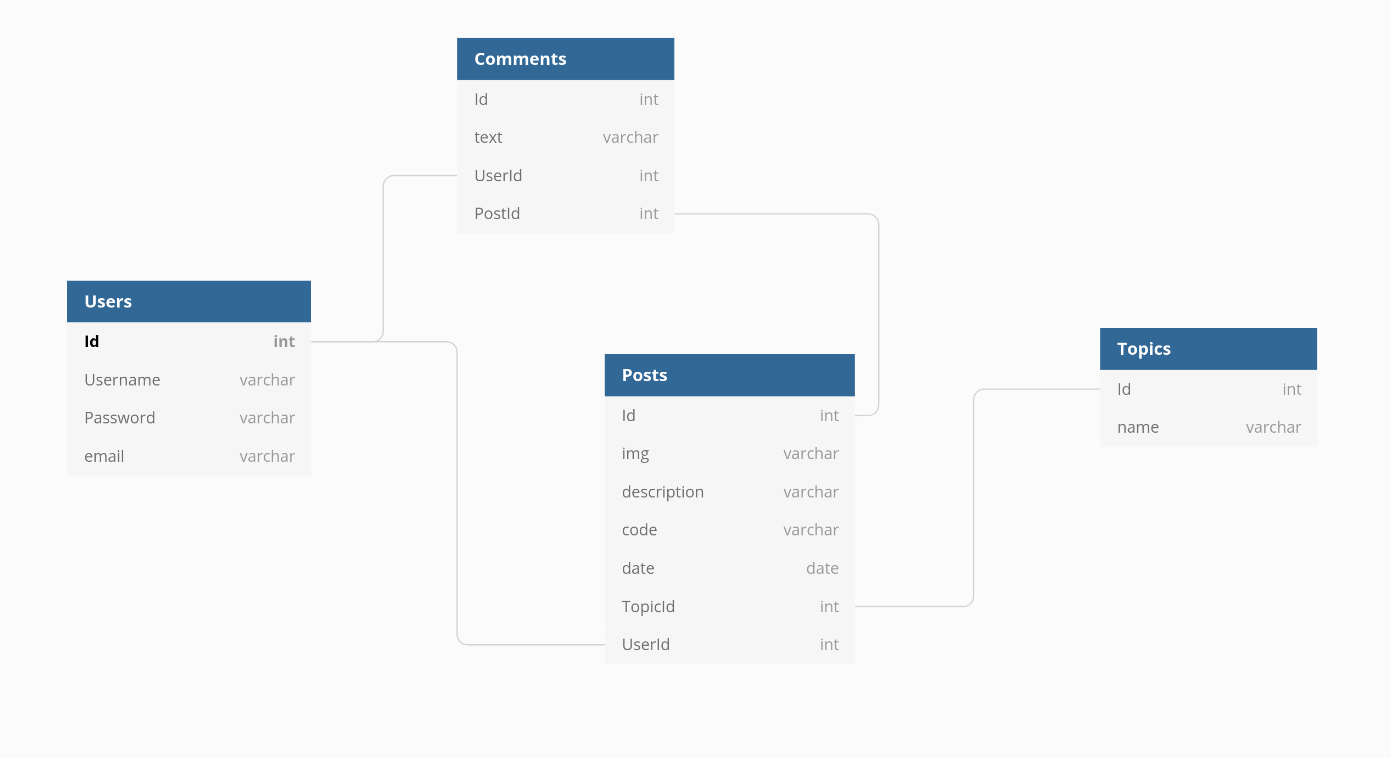 Comments
Id int
text varchar
UserId int
PostId int
Users
Id int
Username varchar
Password varchar
email varchar
Posts
Id int
img varchar
description varchar
code varchar
date date
TopicId int
UserId int
Topics
Id int
name varchar